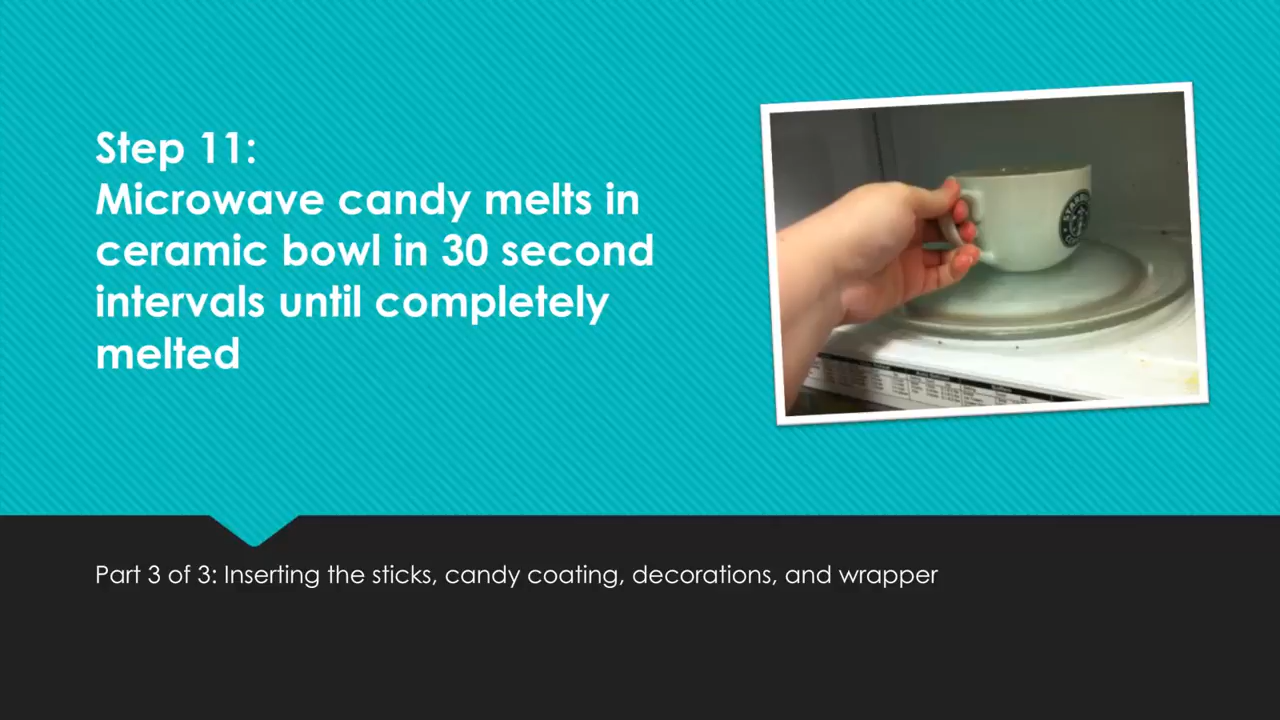 Step 11:
Microwave candy melts in
ceramic bowl in 30 second
intervals until completely
melted
Part 3 of 3: Inserting the sticks, candy coating, decorations, and wrapper